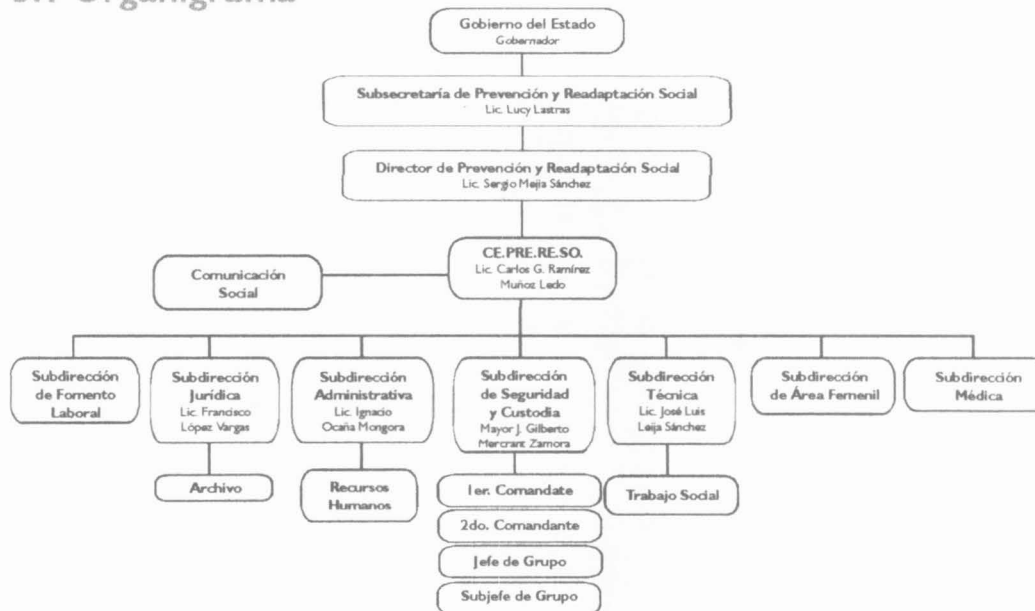 Gobierno del Estado
Gobernador
Subsecretaría de Prevención y Readaptación Social
Lic. Lucy Lastras
Director de Prevención y Readaptación Social
Lic. Sergio Mejía Sánchez
CE.PRE.RE.SO.
Lic. Carlos G. Ramírez
Muñoz Ledo
Comunicación
Social
Subdirección
de Fomento
Laboral
Subdirección
Jurídica
Lic. Francisco
López Vargas
Subdirección
Administrativa
Lic. Ignacio
Ocaña Mongora
Subdirección
de Seguridad
y Custodia
Mayor J. Gilberto
Mercrant Zamora
Subdirección
Técnica
Lic. José Luis
Leija Sánchez
Subdirección
de Área Femenil
Subdirección
Médica
Archivo
Recursos
Humanos
1er. Comandate
2do. Comandante
Jefe de Grupo
Subjefe de Grupo
Trabajo Social